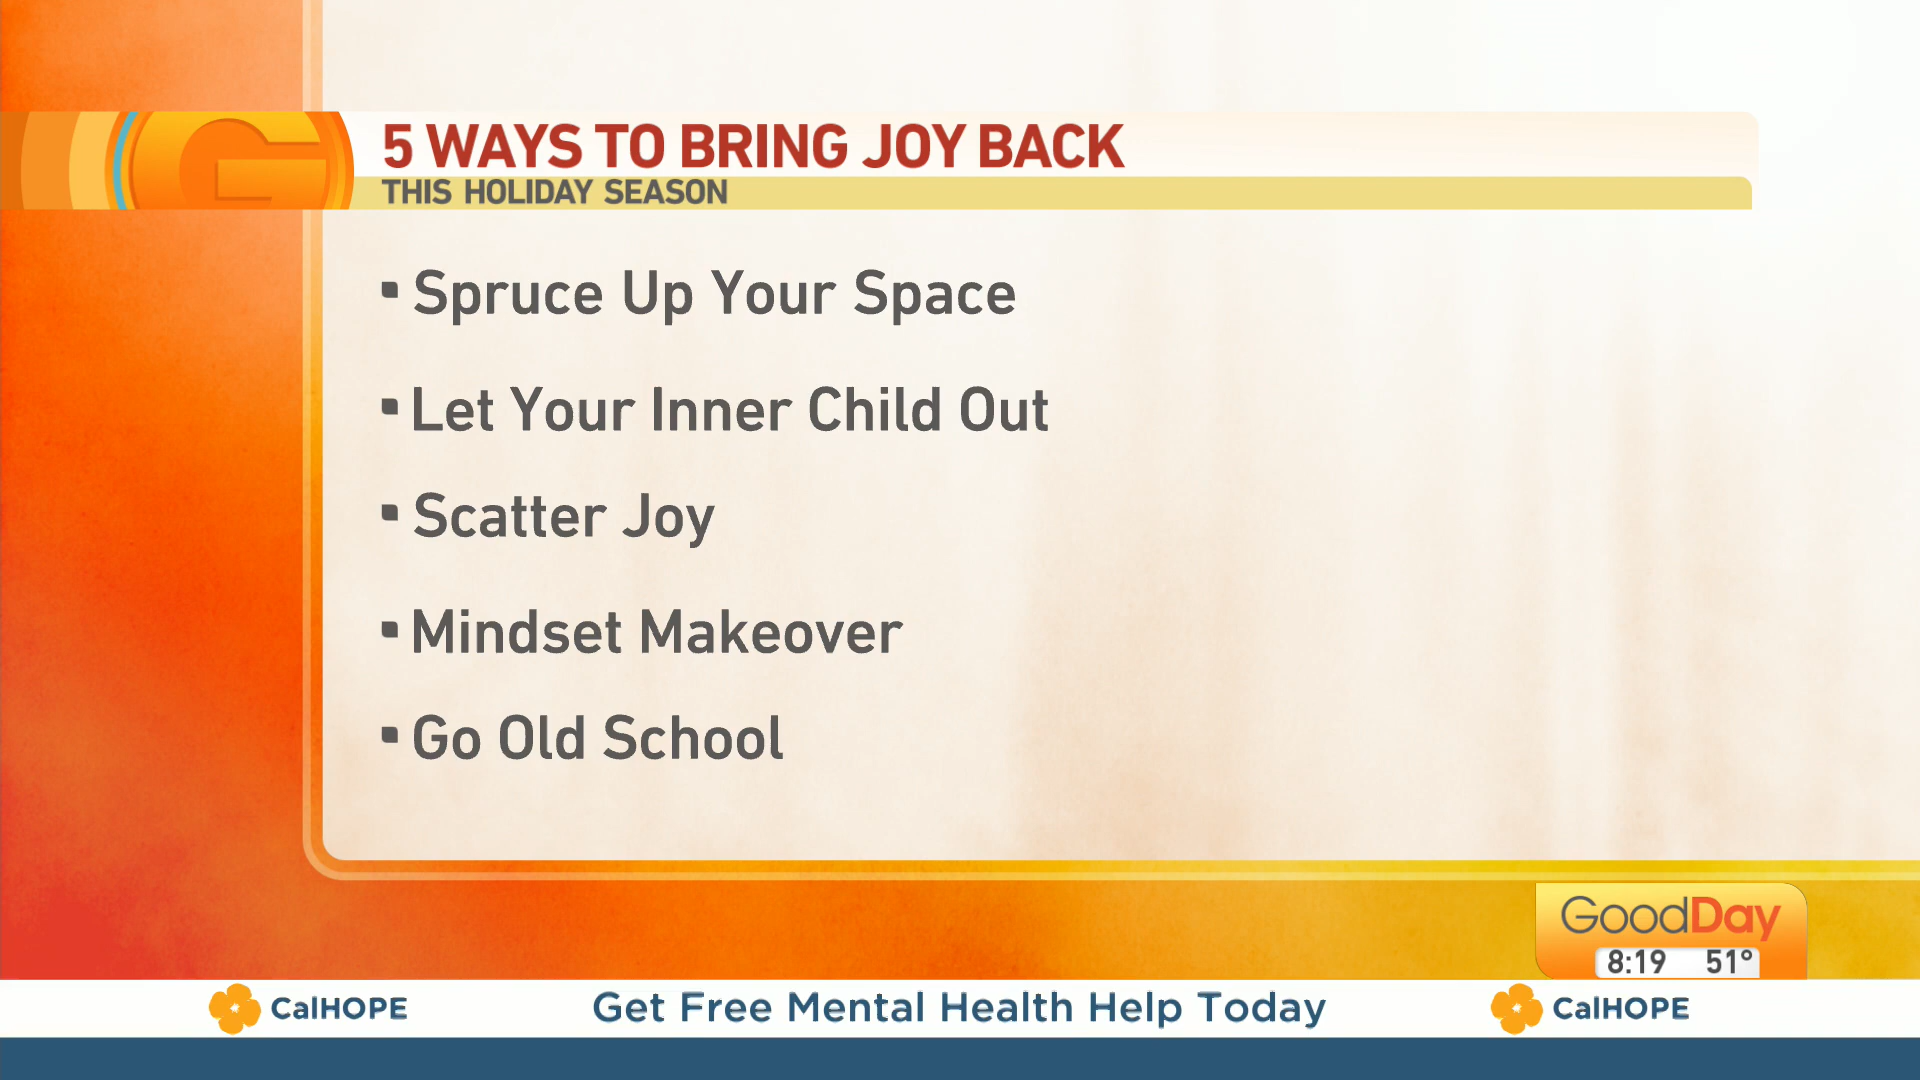 G
5 WAYS TO BRING JOY BACK
THIS HOLIDAY SEASON
▪ Spruce Up Your Space
▪ Let Your Inner Child Out
▪ Scatter Joy
▪ Mindset Makeover
▪ Go Old School
GoodDay
8:19 51°
CalHOPE Get Free Mental Health Help Today CalHOPE